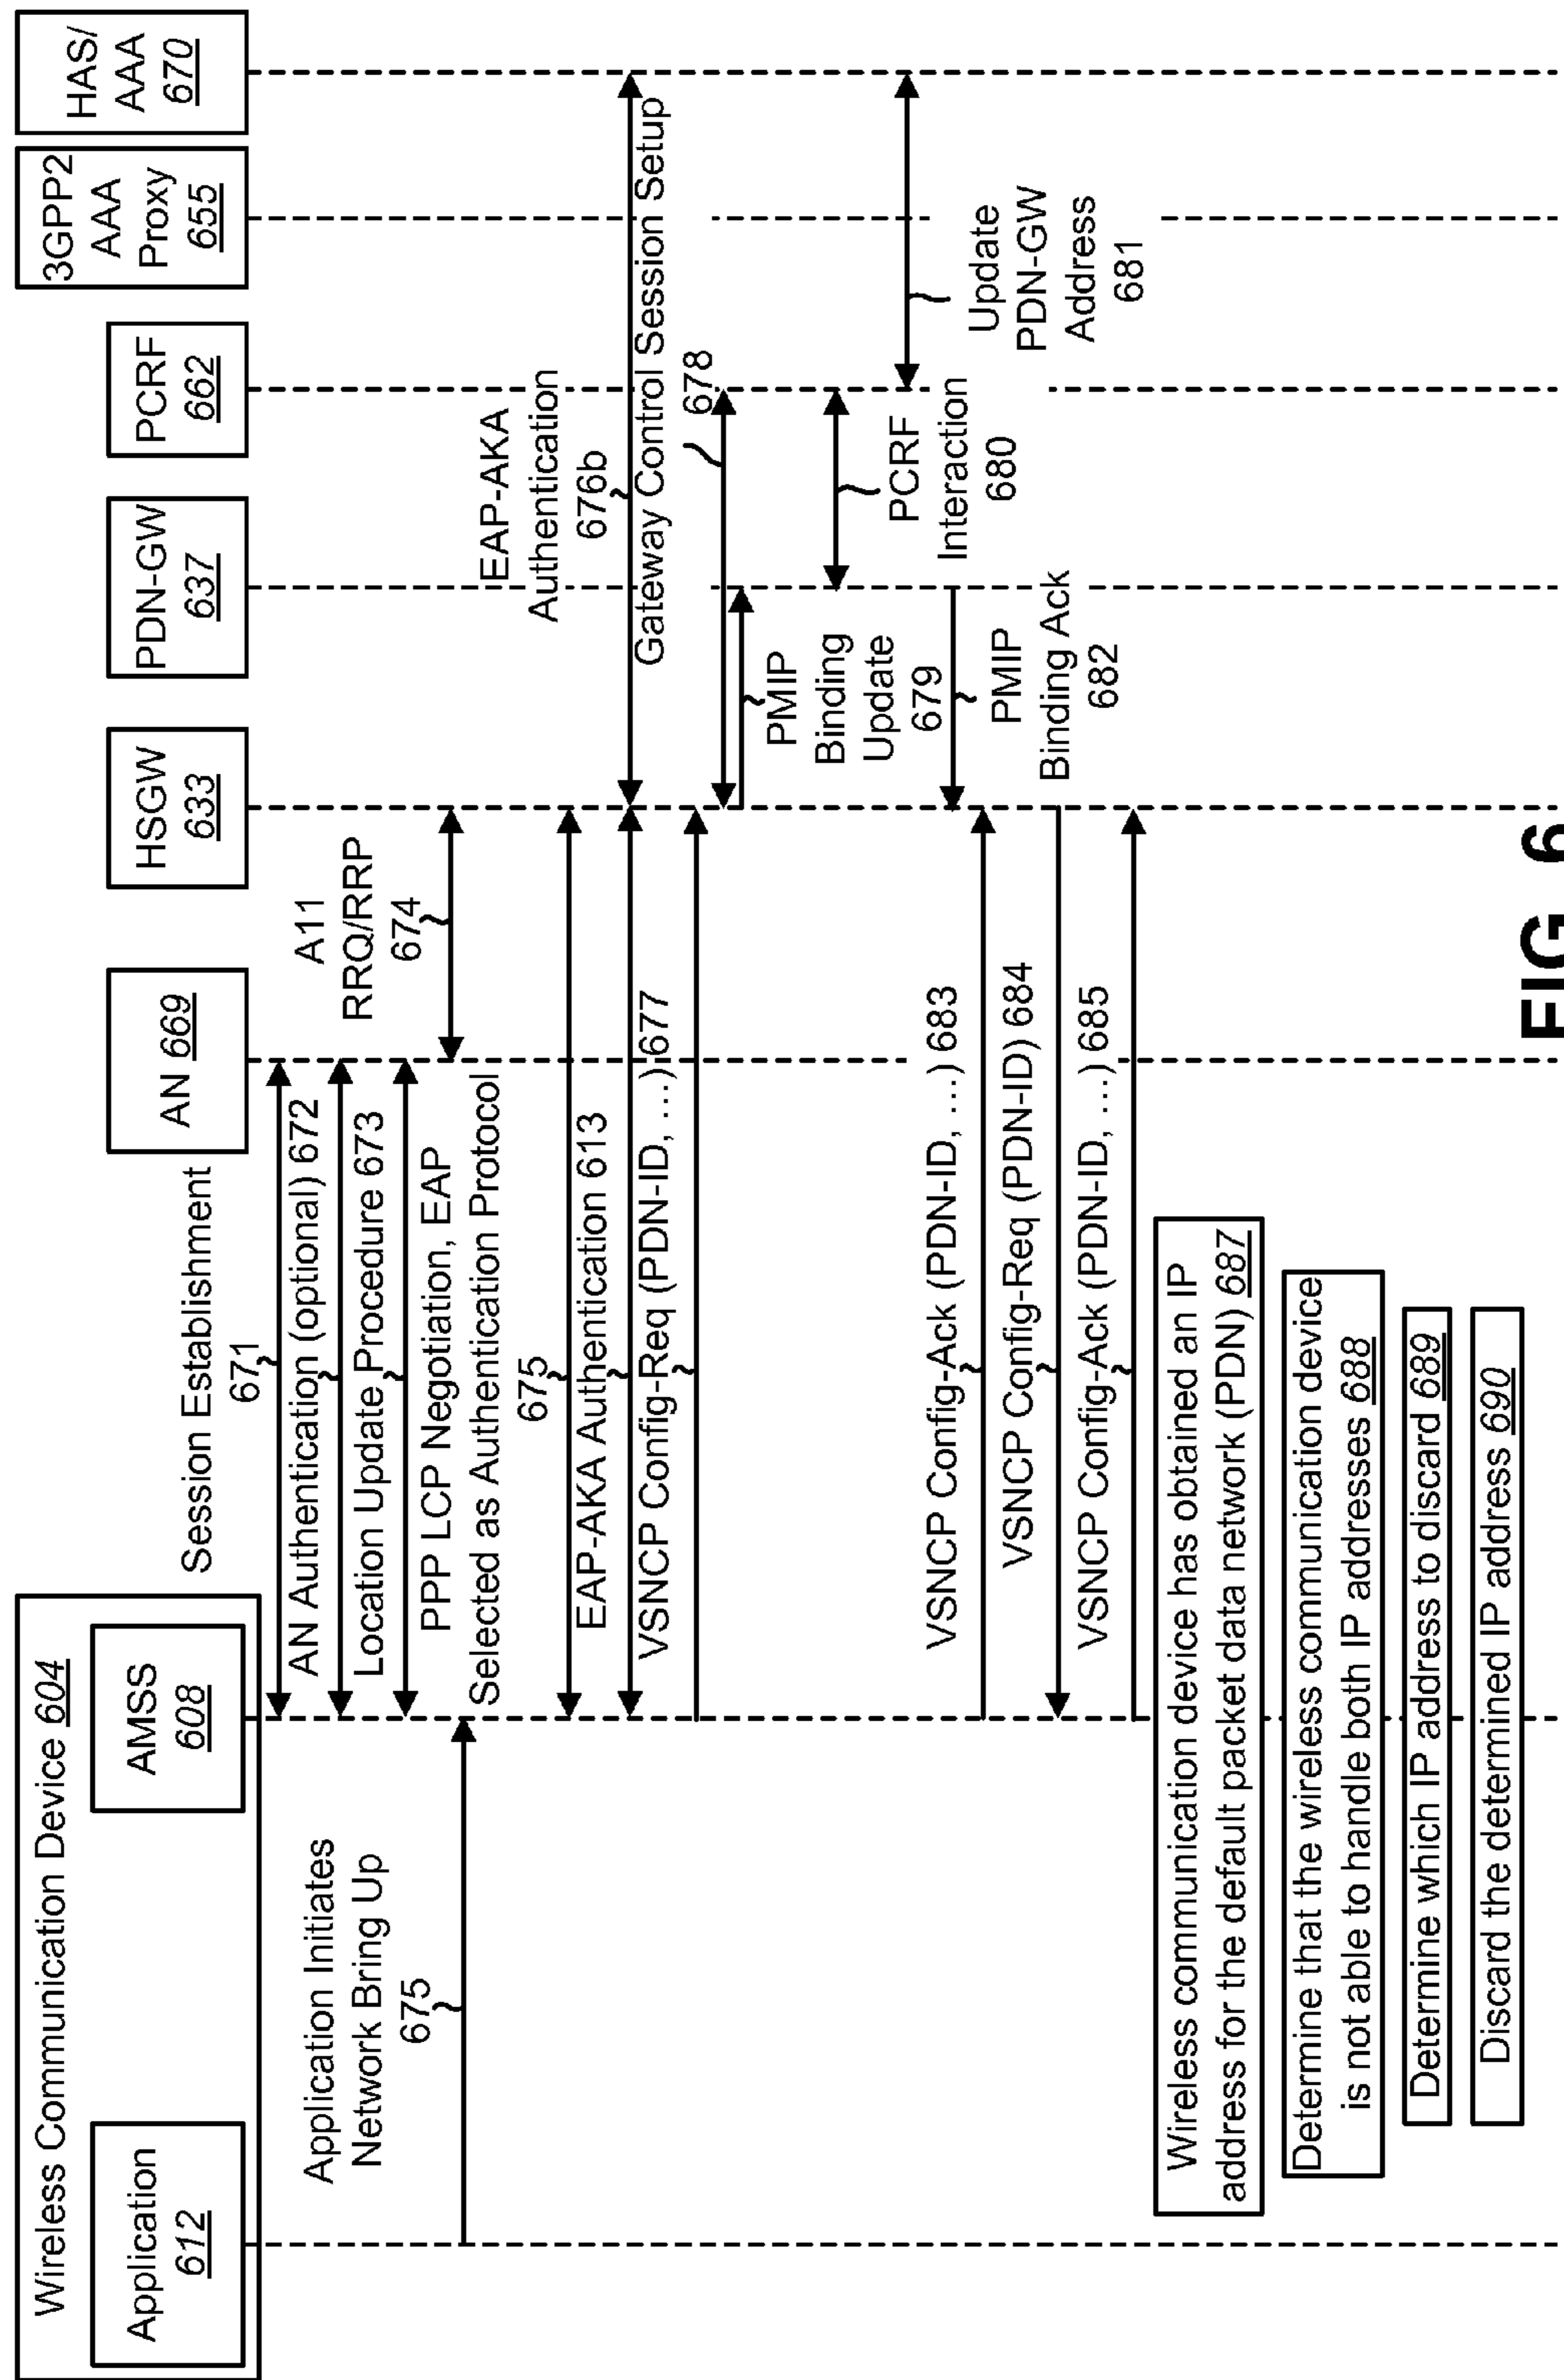 Wireless Communication Device 604
Application
612
AMSS
608
AN 669
HSGW
633
PDN-GW
637
PCRF
662
3GPP2
AAA
Proxy
655
HAS/
AAA
670
Session Establishment
671
AN Authentication (optional) 672
Location Update Procedure 673
A11
RRQ/RRP
674
Application Initiates
Network Bring Up
675
PPP LCP Negotiation, EAP
Selected as Authentication Protocol
675
EAP-AKA Authentication 613
EAP-AKA
Authentication
676b
VSNCP Config-Req (PDN-ID, …) 677
Gateway Control Session Setup
678
PMIP
Binding
Update
679
PCRF
Interaction
680
Update
PDN-GW
Address
681
PMIP
Binding Ack
682
VSNCP Config-Ack (PDN-ID, …) 683
VSNCP Config-Req (PDN-ID) 684
VSNCP Config-Ack (PDN-ID, …) 685
Wireless communication device has obtained an IP
address for the default packet data network (PDN) 687
Determine that the wireless communication device
is not able to handle both IP addresses 688
Determine which IP address to discard 689
Discard the determined IP address 690
FIG. 6